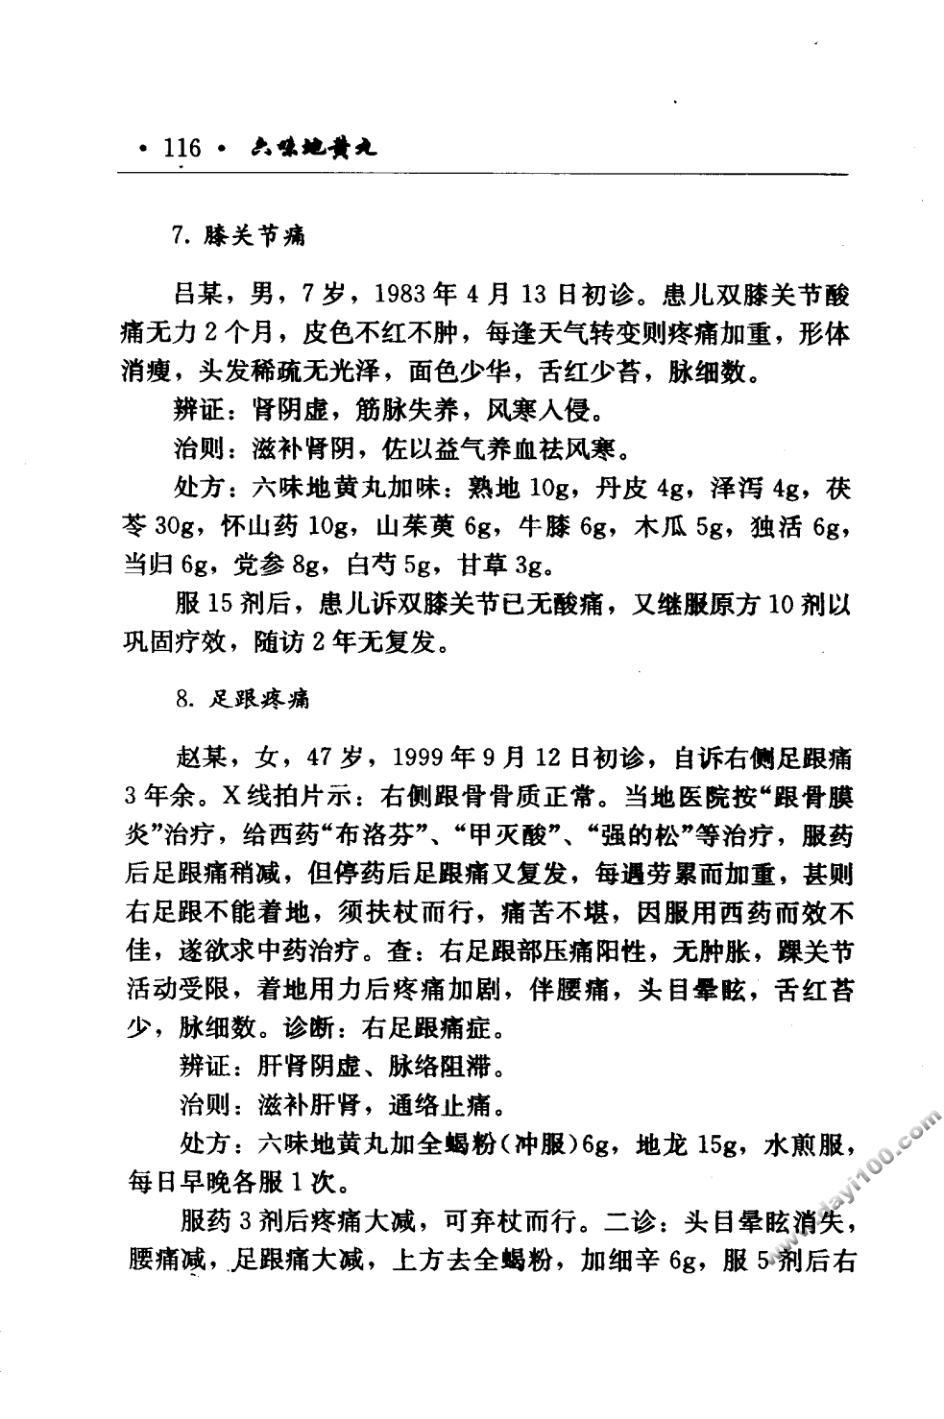 · 116 · 六味地黄丸
7. 膝关节痛
吕某，男，7 岁，1983 年 4 月 13 日初诊。患儿双膝关节酸
痛无力 2 个月，皮色不红不肿，每逢天气转变则疼痛加重，形体
消瘦，头发稀疏无光泽，面色少华，舌红少苔，脉细数。
辨证：肾阴虚，筋脉失养，风寒入侵。
治则：滋补肾阴，佐以益气养血祛风寒。
处方：六味地黄丸加味：熟地 10g，丹皮 4g，泽泻 4g，茯
苓 30g，怀山药 10g，山茱萸 6g，牛膝 6g，木瓜 5g，独活 6g，
当归 6g，党参 8g，白芍 5g，甘草 3g。
服 15 剂后，患儿诉双膝关节已无酸痛，又继服原方 10 剂以
巩固疗效，随访 2 年无复发。
8. 足跟疼痛
赵某，女，47 岁，1999 年 9 月 12 日初诊，自诉右侧足跟痛
3 年余。X 线拍片示：右侧跟骨骨质正常。当地医院按“跟骨膜
炎”治疗，给西药“布洛芬”、“甲灭酸”、“强的松”等治疗，服药
后足跟痛稍减，但停药后足跟痛又复发，每遇劳累而加重，甚则
右足跟不能着地，须扶杖而行，痛苦不堪，因服用西药而效不
佳，遂欲求中药治疗。查：右足跟部压痛阳性，无肿胀，踝关节
活动受限，着地用力后疼痛加剧，伴腰痛，头目晕眩，舌红苔
少，脉细数。诊断：右足跟痛症。
辨证：肝肾阴虚、脉络阻滞。
治则：滋补肝肾，通络止痛。
处方：六味地黄丸加全蝎粉（冲服）6g，地龙 15g，水煎服，
每日早晚各服 1 次。
服药 3 剂后疼痛大减，可弃杖而行。二诊：头目晕眩消失，
腰痛减，足跟痛大减，上方去全蝎粉，加细辛 6g，服 5 剂后右
www.dayi100.com